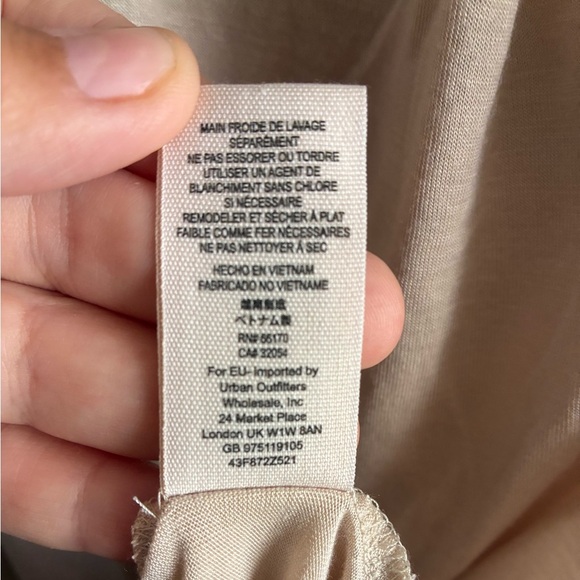 MAIN FROIDE DE LAVAGE
SÉPARÉMENT
NE PAS ESSORER OU TORDRE
UTILISER UN AGENT DE
BLANCHIMENT SANS CHLORE
SI NÉCESSAIRE
REMODELER ET SÉCHER À PLAT
FAIBLE COMME FER NÉCESSAIRES
NE PAS NETTOYER À SEC
HECHO EN VIETNAM
FABRICADO NO VIETNAME
越南製造
ベトナム製
RN# 66170
CA# 32054
For EU- imported by
Urban Outfitters
Wholesale, Inc
24 Market Place
London UK W1W 8AN
GB 975119105
43F872Z521